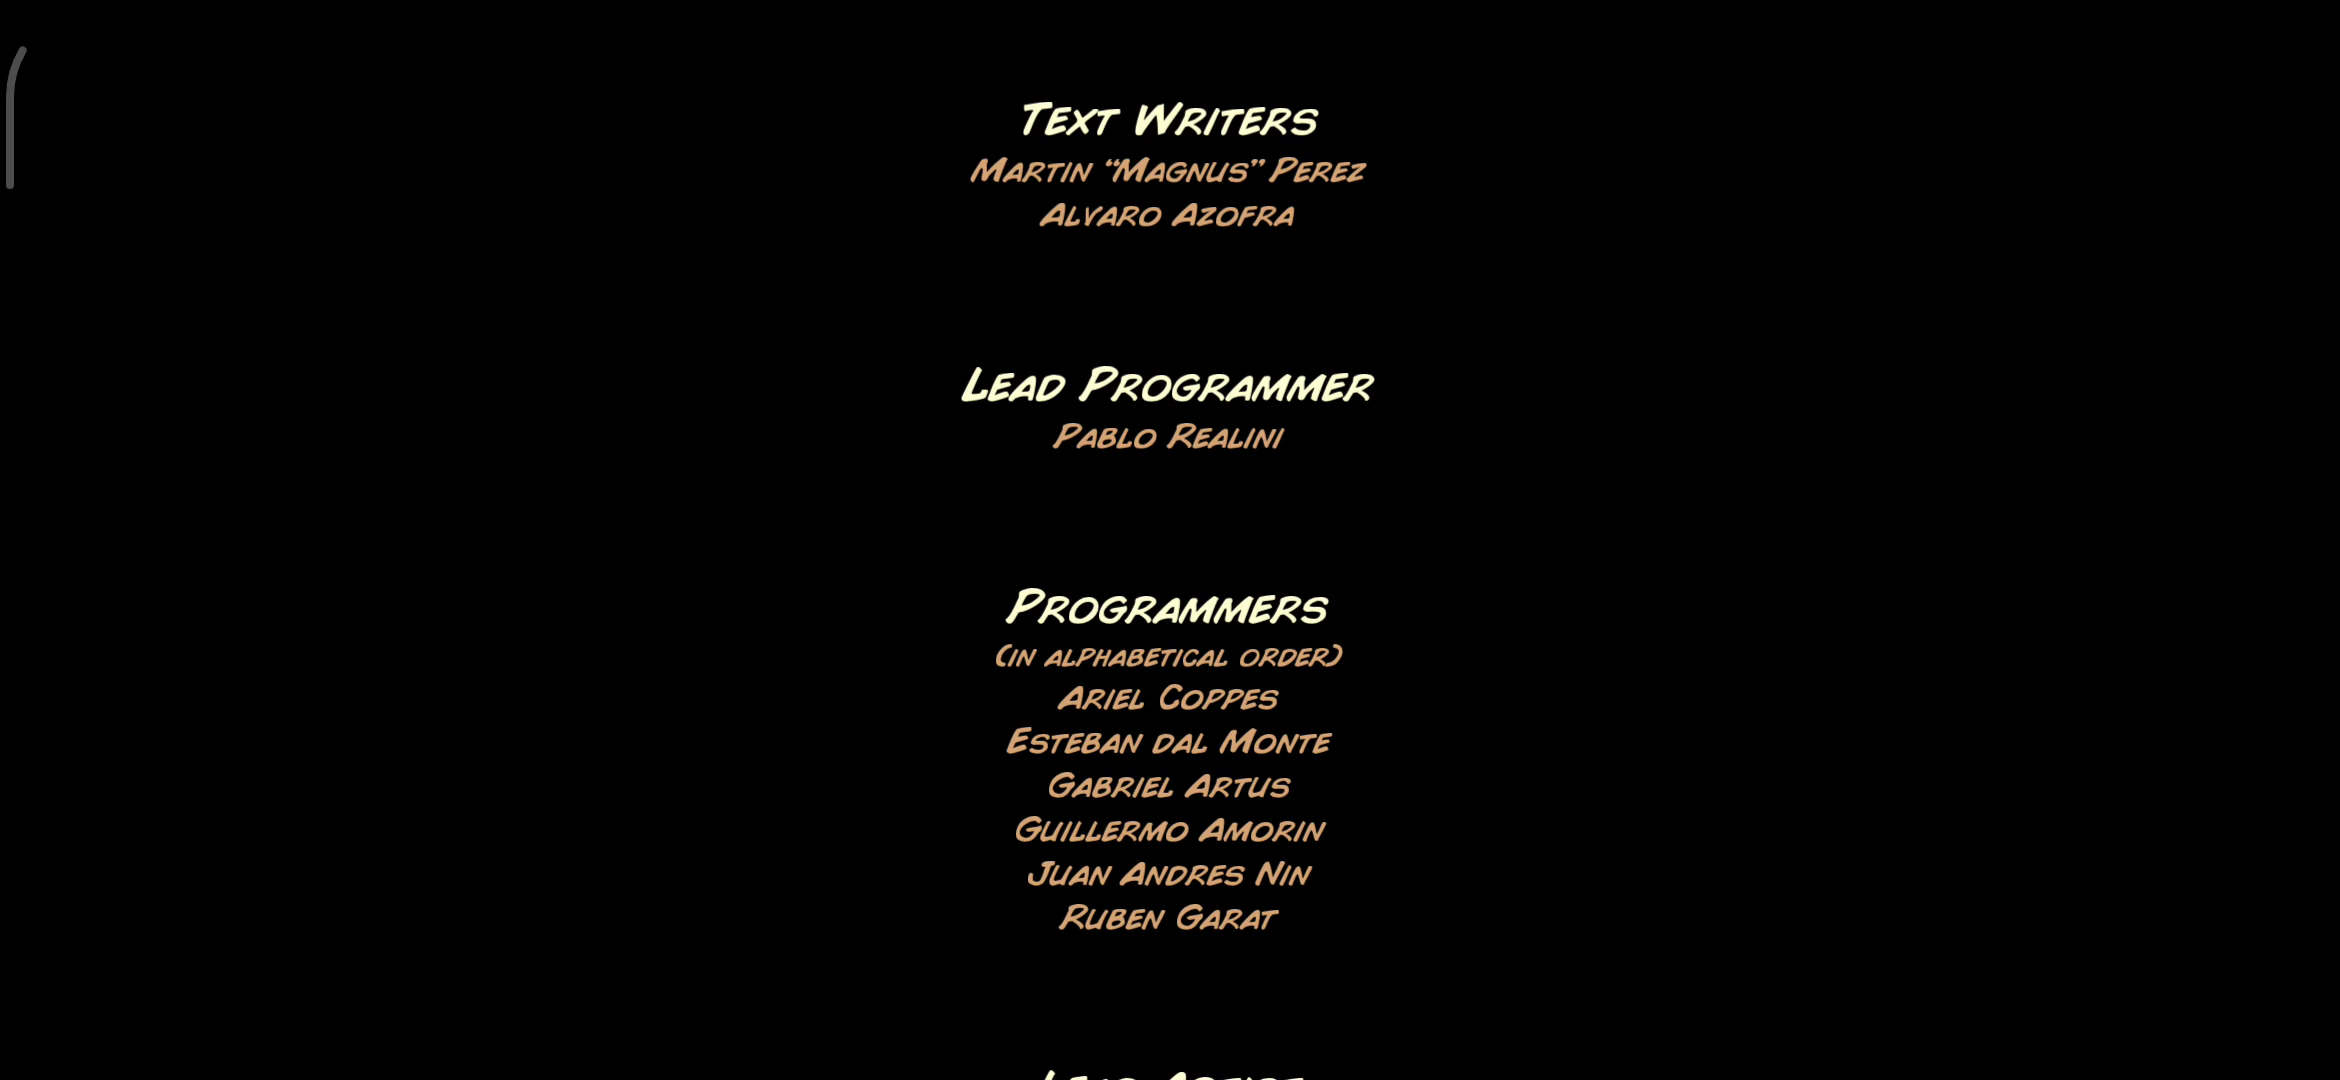 Text Writers
Martin “Magnus” Perez
Alvaro Azofra
Lead Programmer
Pablo Realini
Programmers
(in alphabetical order)
Ariel Coppes
Esteban dal Monte
Gabriel Artus
Guillermo Amorin
Juan Andres Nin
Ruben Garat